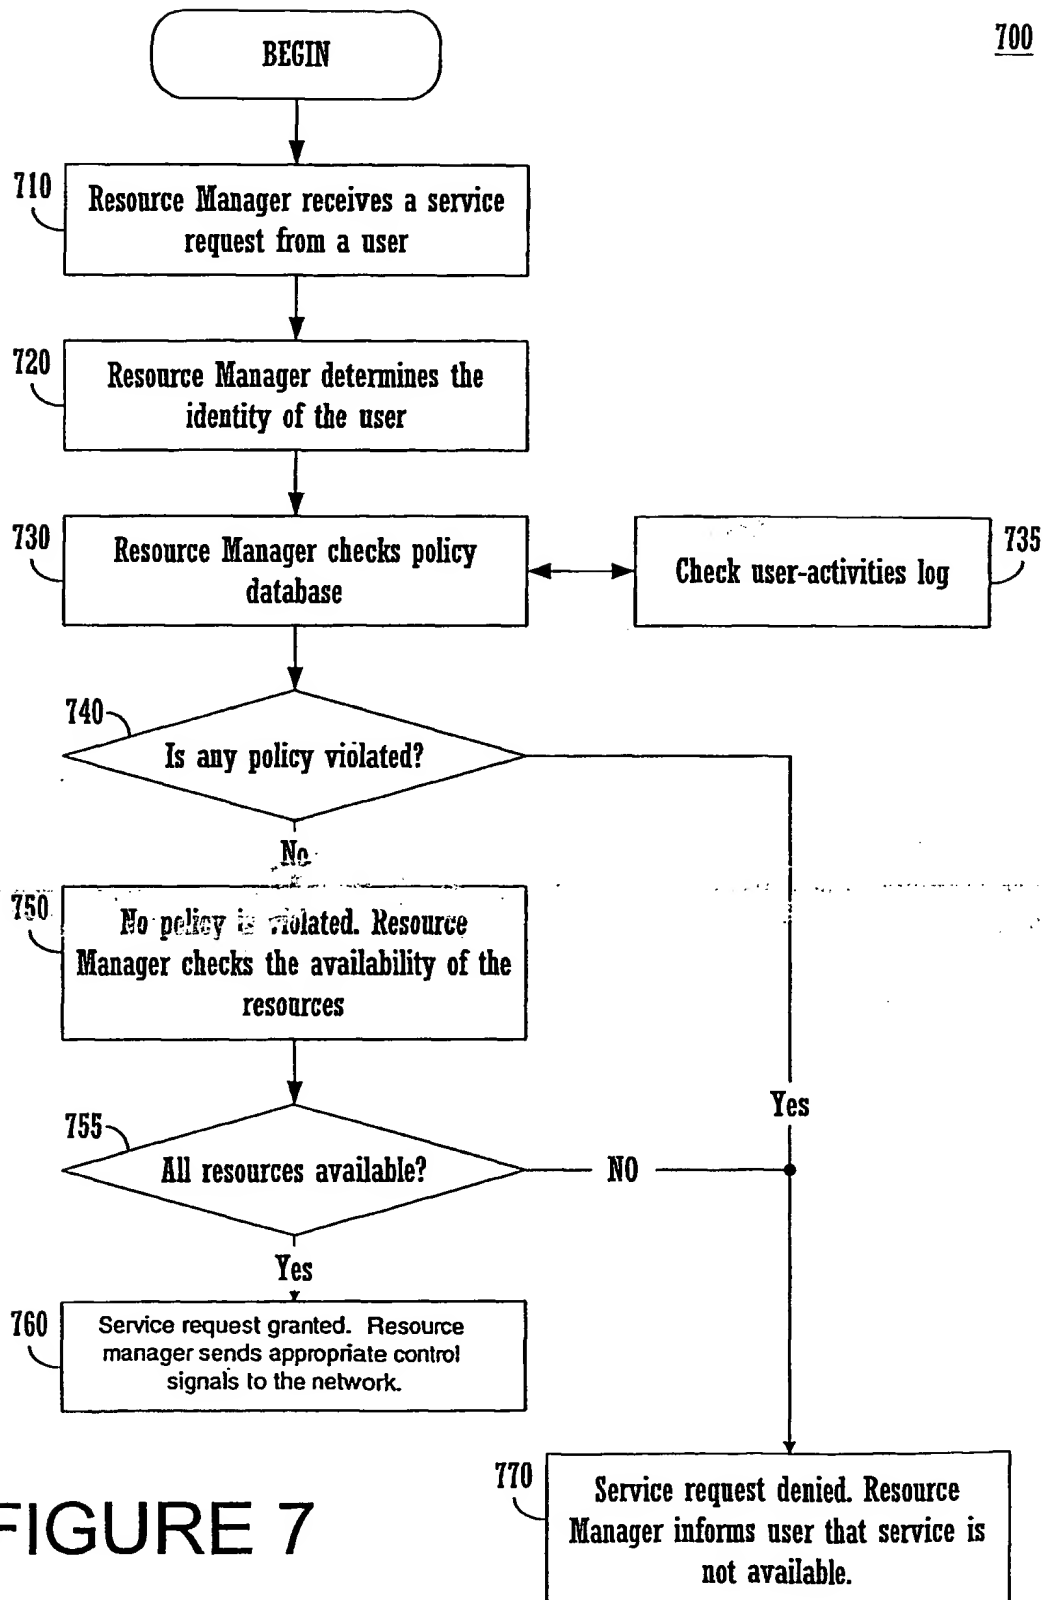 700
BEGIN
710
Resource Manager receives a service
request from a user
720
Resource Manager determines the
identity of the user
730
Resource Manager checks policy
database
735
Check user-activities log
740
Is any policy violated?
No
750
No policy is violated. Resource
Manager checks the availability of the
resources
Yes
755
All resources available?
NO
Yes
760
Service request granted. Resource
manager sends appropriate control
signals to the network.
770
Service request denied. Resource
Manager informs user that service is
not available.
FIGURE 7